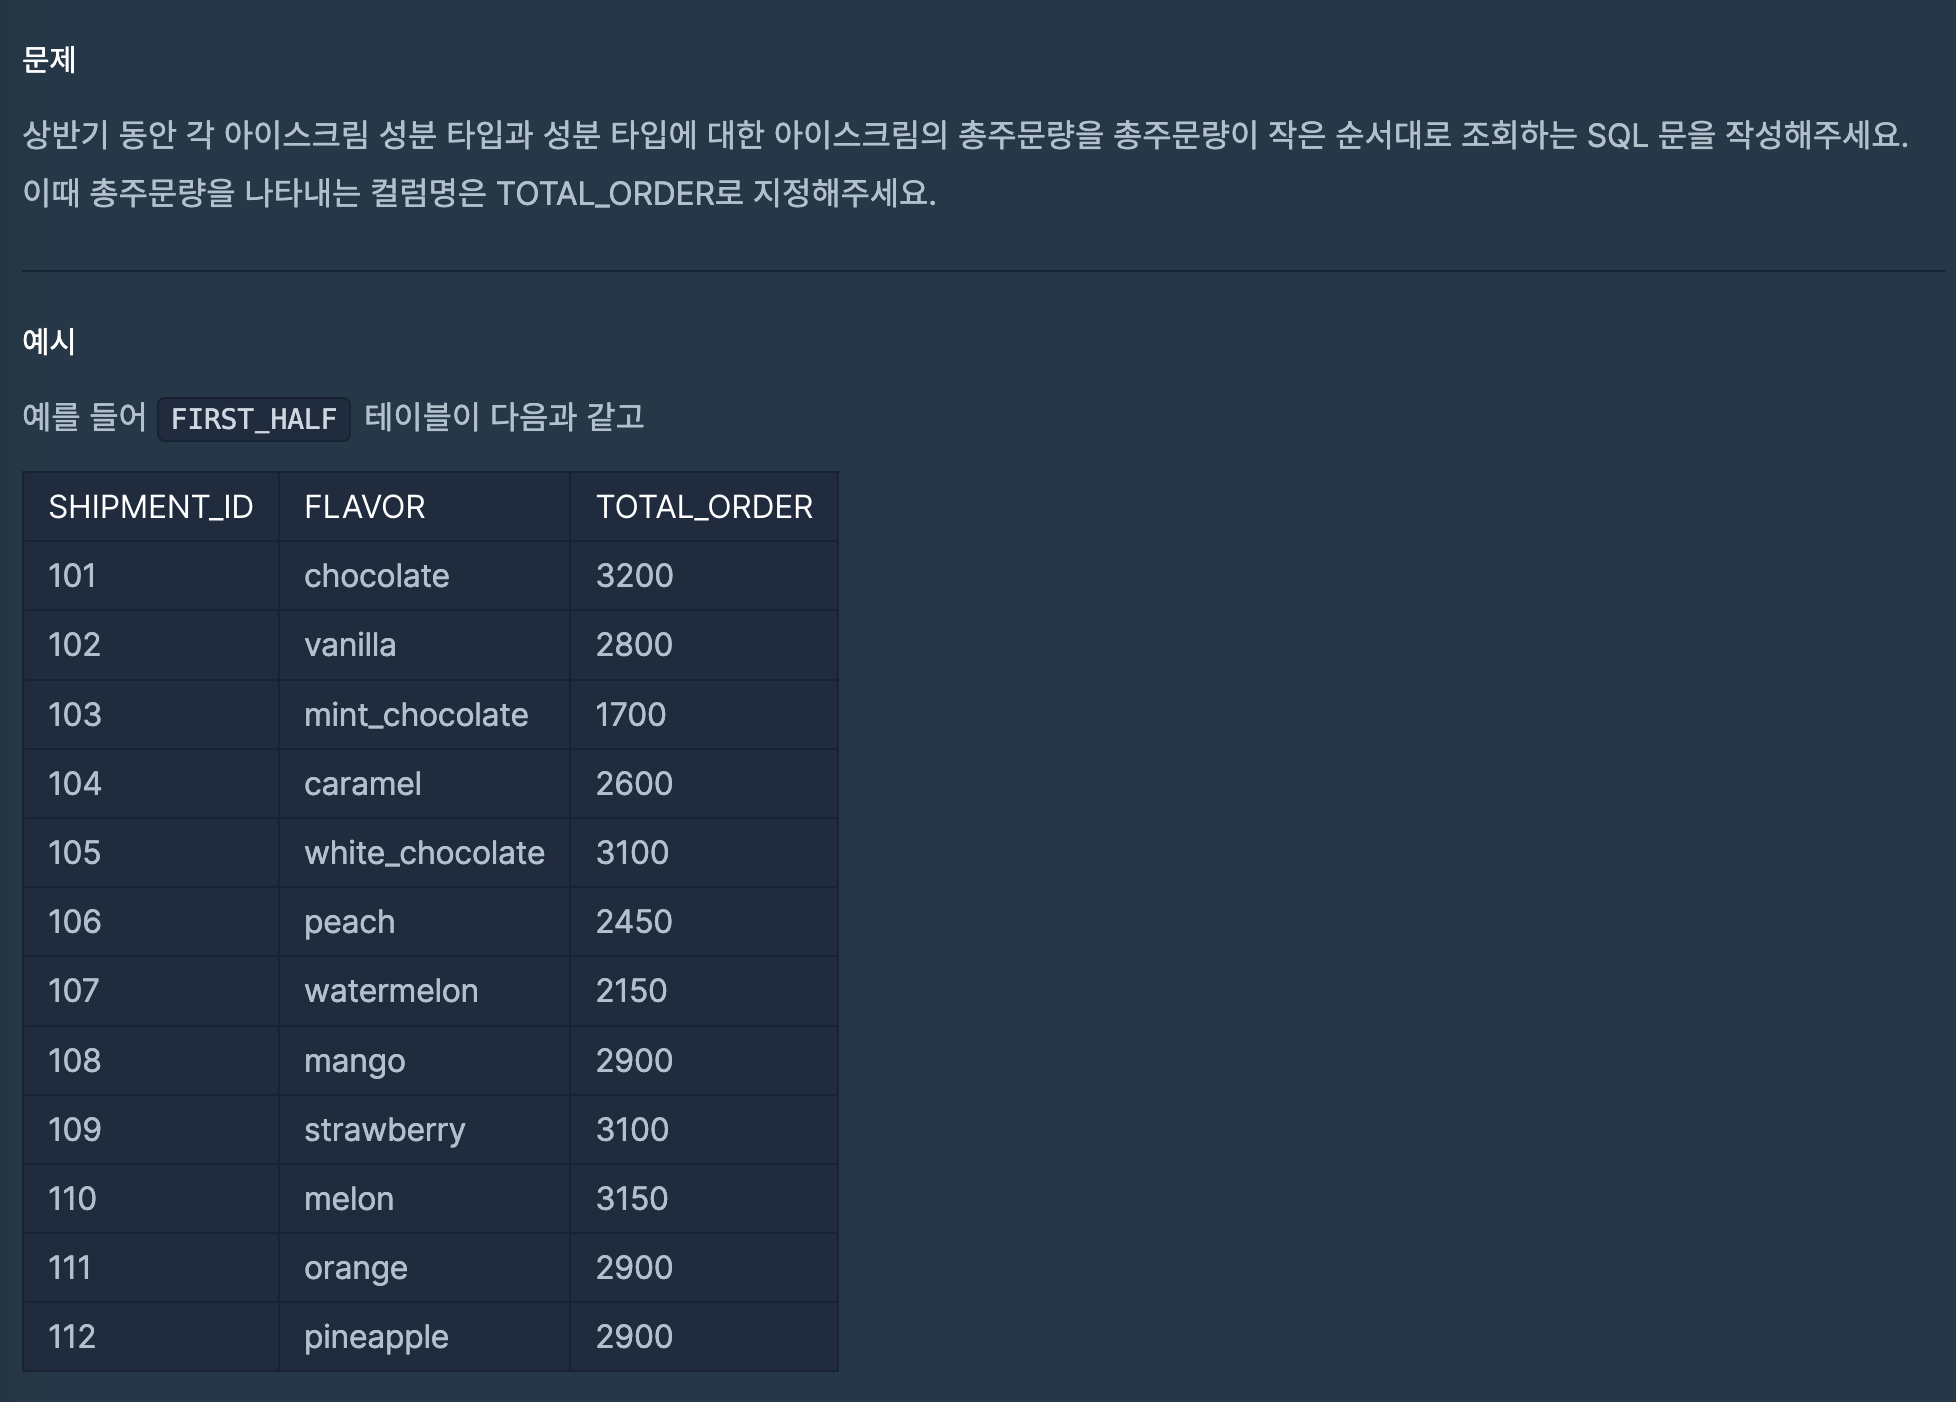 문제
상반기 동안 각 아이스크림 성분 타입과 성분 타입에 대한 아이스크림의 총주문량을 총주문량이 작은 순서대로 조회하는 SQL 문을 작성해주세요.
이때 총주문량을 나타내는 컬럼명은 TOTAL_ORDER로 지정해주세요.
예시
예를 들어 FIRST_HALF 테이블이 다음과 같고
SHIPMENT_ID FLAVOR TOTAL_ORDER
101 chocolate 3200
102 vanilla 2800
103 mint_chocolate 1700
104 caramel 2600
105 white_chocolate 3100
106 peach 2450
107 watermelon 2150
108 mango 2900
109 strawberry 3100
110 melon 3150
111 orange 2900
112 pineapple 2900